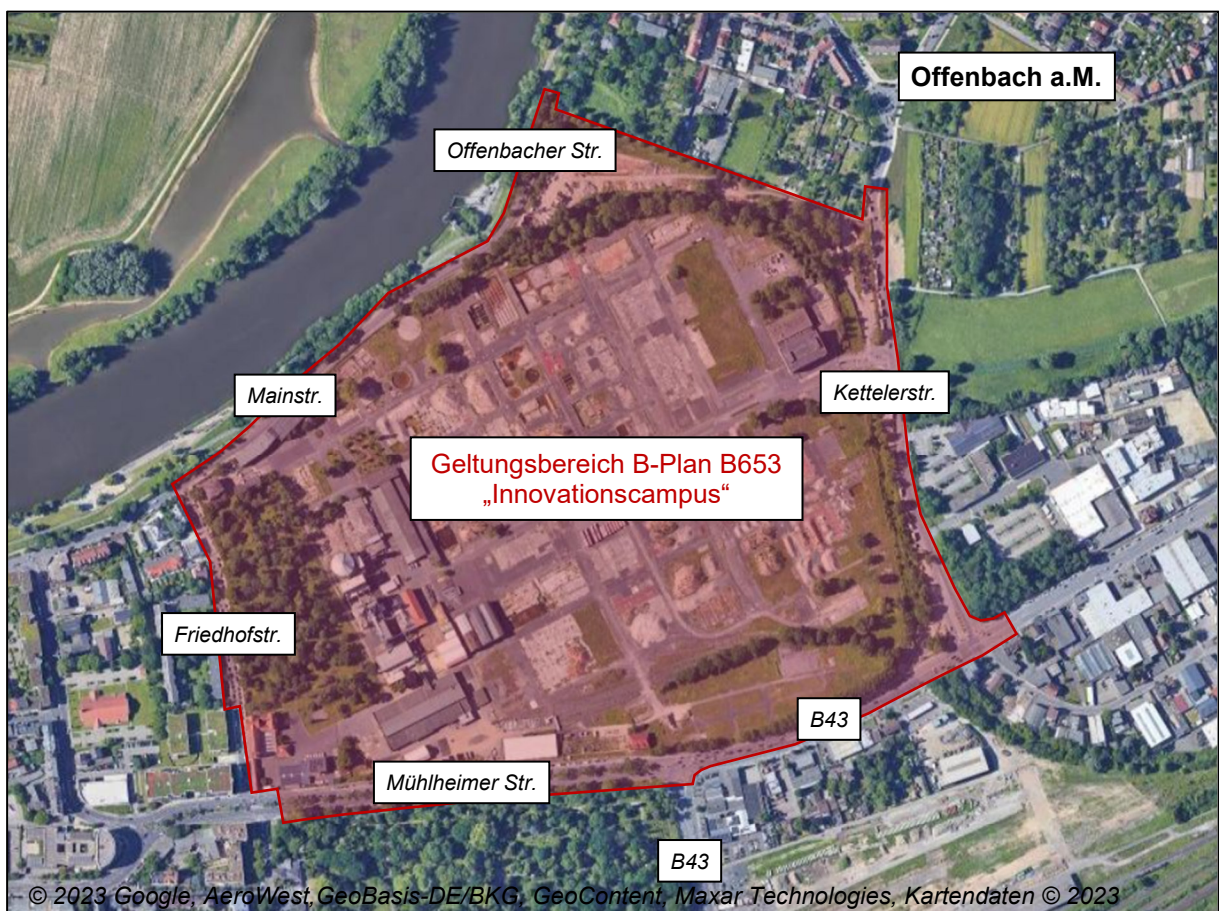 Offenbach a.M.
Offenbacher Str.
Mainstr.
Kettelerstr.
Geltungsbereich B-Plan B653
„Innovationscampus“
Friedhofstr.
B43
Mühlheimer Str.
B43
© 2023 Google, AeroWest,GeoBasis-DE/BKG, GeoContent, Maxar Technologies, Kartendaten © 2023